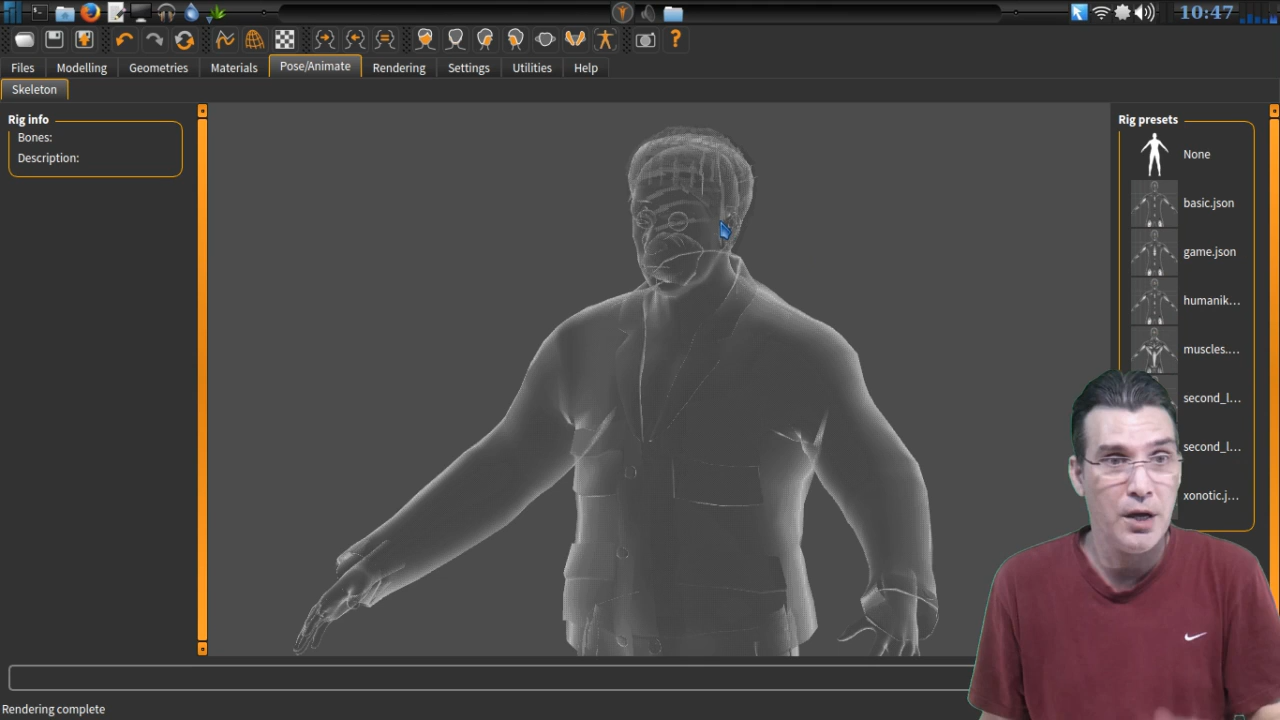 10:47
Files Modelling Geometries Materials Pose/Animate Rendering Settings Utilities Help
Skeleton
Rig info
Bones:
Description:
Rig presets
None
basic.json
game.json
humanik...
muscles....
second_l...
second_l...
xonotic.j...
Rendering complete